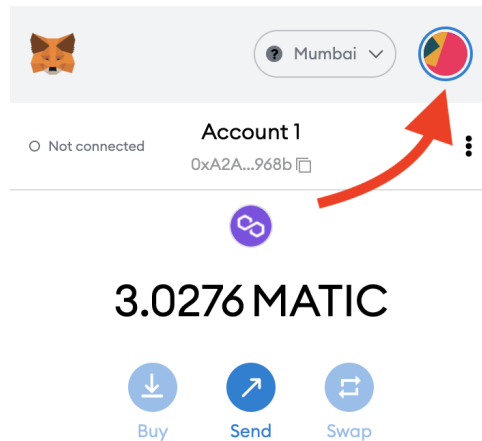 Mumbai
Account 1
Not connected
0xA2A...968b
3.0276 MATIC
Buy
Send
Swap